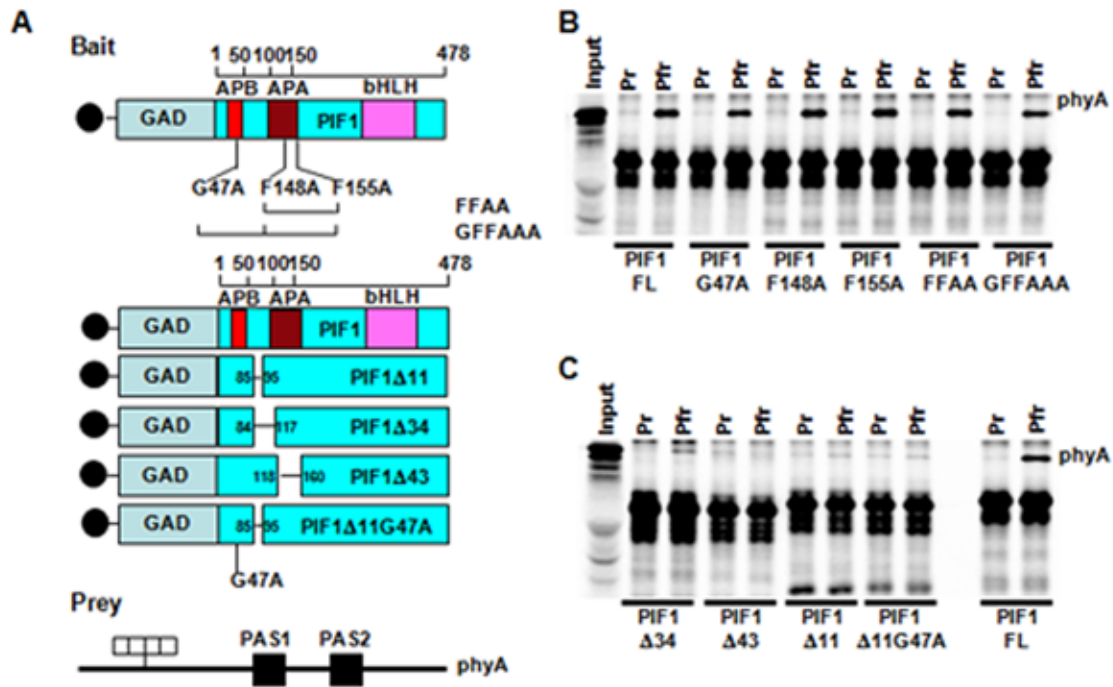 A
Bait
1 50 100 150 478
APB APA bHLH
GAD PIF1
G47A F148A F155A
FFAA
GFFAAA
1 50 100 150 478
APB APA bHLH
GAD PIF1
GAD 85 95 PIF1Δ11
GAD 84 117 PIF1Δ34
GAD 118 160 PIF1Δ43
GAD 85 95 PIF1Δ11G47A
G47A
Prey
PAS1 PAS2
phyA
B
Input Pr Pfr Pr Pfr Pr Pfr Pr Pfr Pr Pfr Pr Pfr
phyA
PIF1 PIF1 PIF1 PIF1 PIF1 PIF1
FL G47A F148A F155A FFAA GFFAAA
C
Input Pr Pfr Pr Pfr Pr Pfr Pr Pfr Pr Pfr
phyA
PIF1 PIF1 PIF1 PIF1 PIF1
Δ34 Δ43 Δ11 Δ11G47A FL